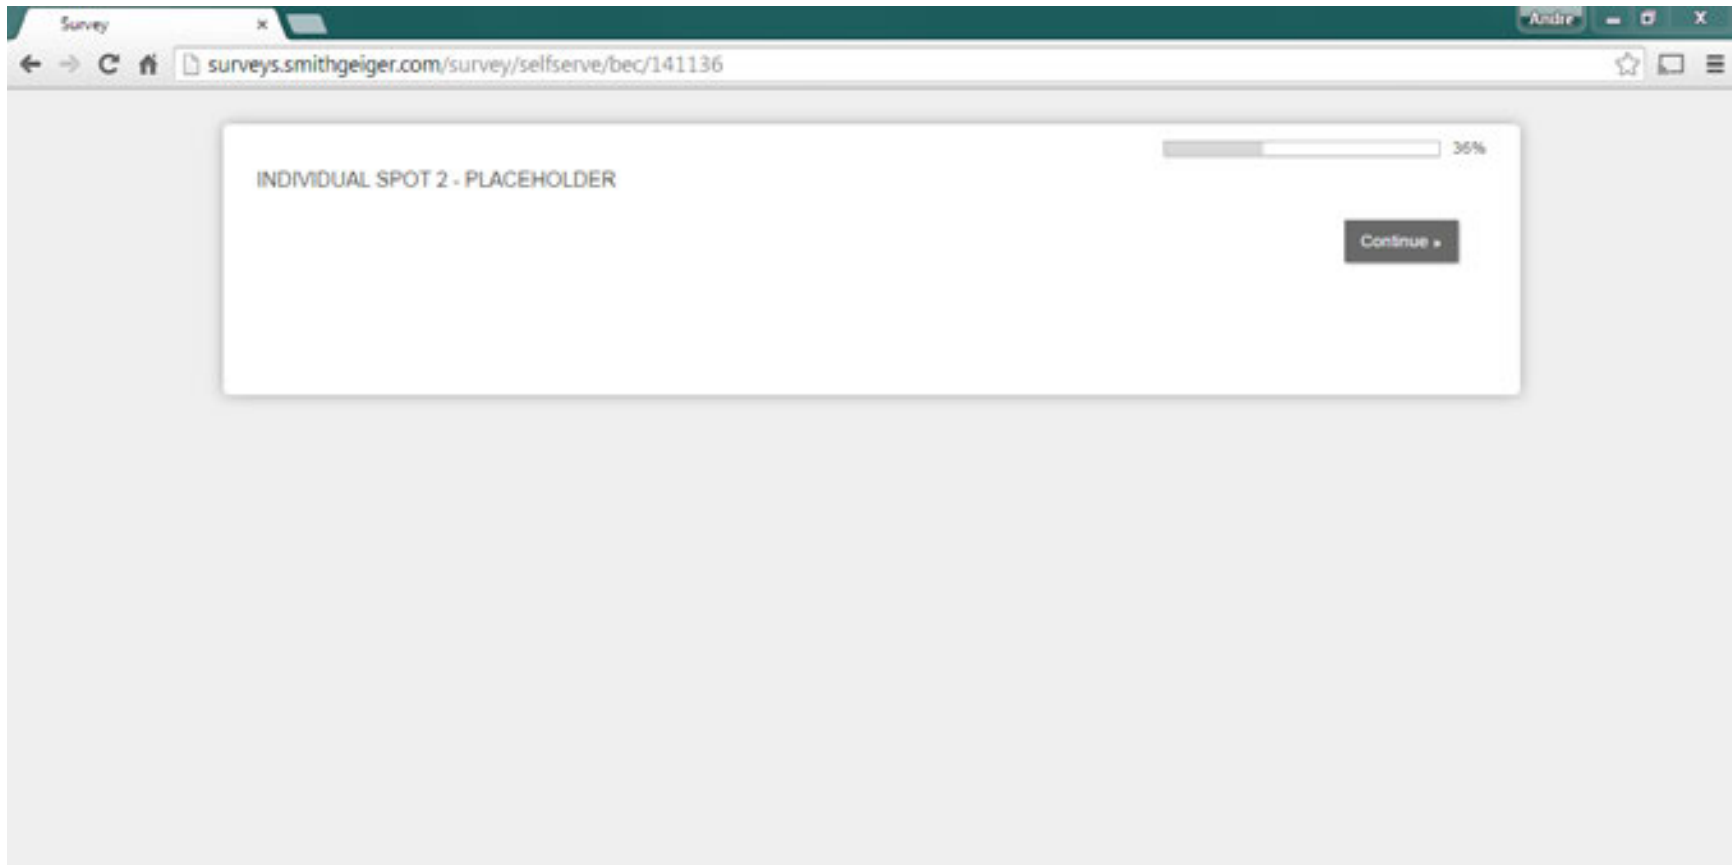 Survey
Andre
surveys.smithgeiger.com/survey/selfserve/bec/141136
36%
INDIVIDUAL SPOT 2 - PLACEHOLDER
Continue »